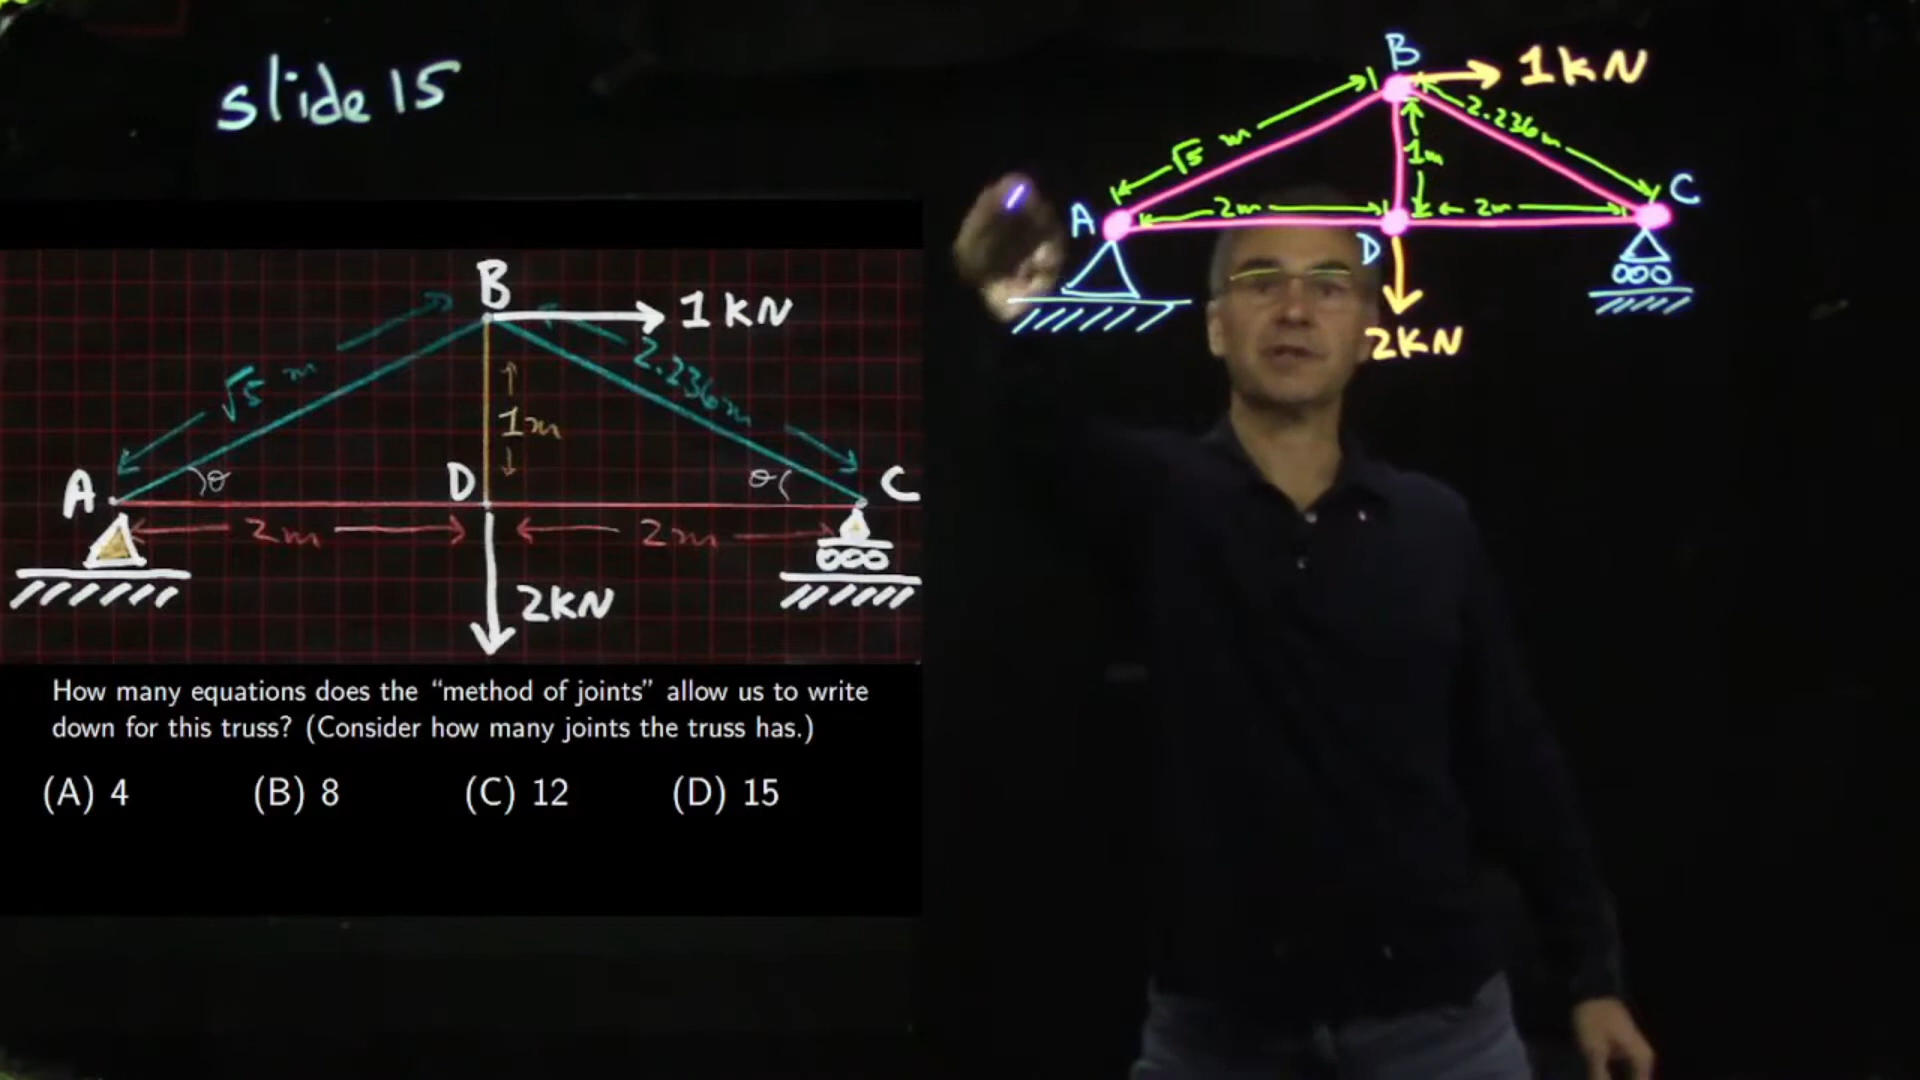 slide 15
B
1 KN
√5 m
2.236m
1m
A
θ
D
θ
C
2m
2m
2KN
How many equations does the “method of joints” allow us to write
down for this truss? (Consider how many joints the truss has.)
(A) 4 (B) 8 (C) 12 (D) 15
B
1KN
√5 m
2.236m
1m
A
2m
2m
C
D
2KN